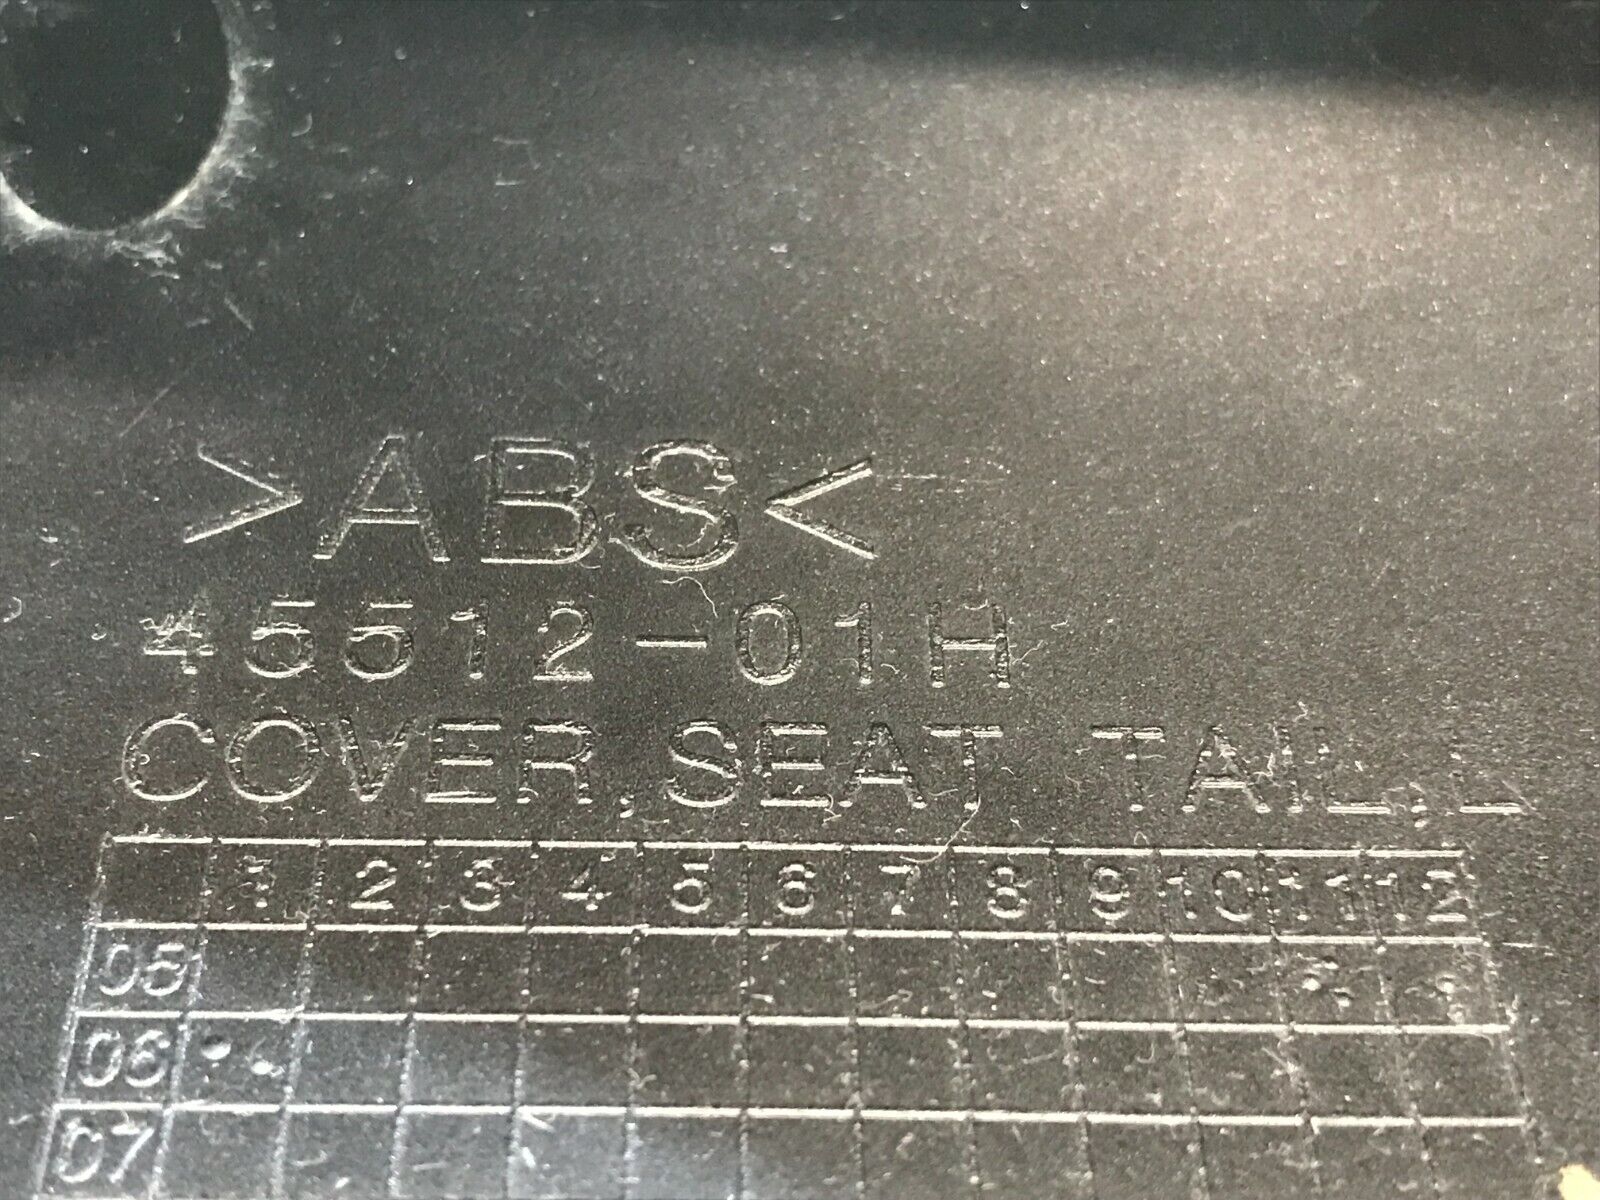 >ABS<
45512-01H
COVER,SEAT TAIL,L
1 2 3 4 5 6 7 8 9 10 11 12
05
06
07